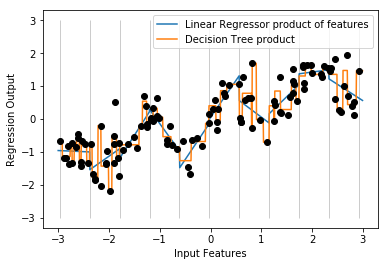 Linear Regressor product of features
Decision Tree product
3
2
1
0
−1
−2
−3
Regression Output
−3 −2 −1 0 1 2 3
Input Features